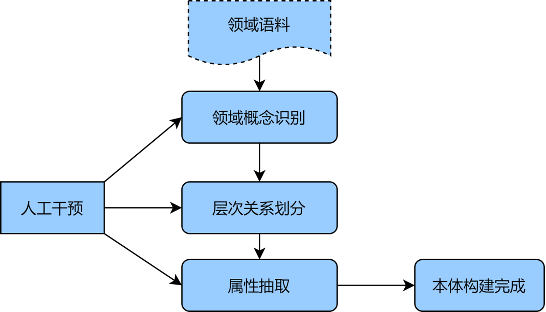 领域语料
领域概念识别
人工干预
层次关系划分
属性抽取
本体构建完成